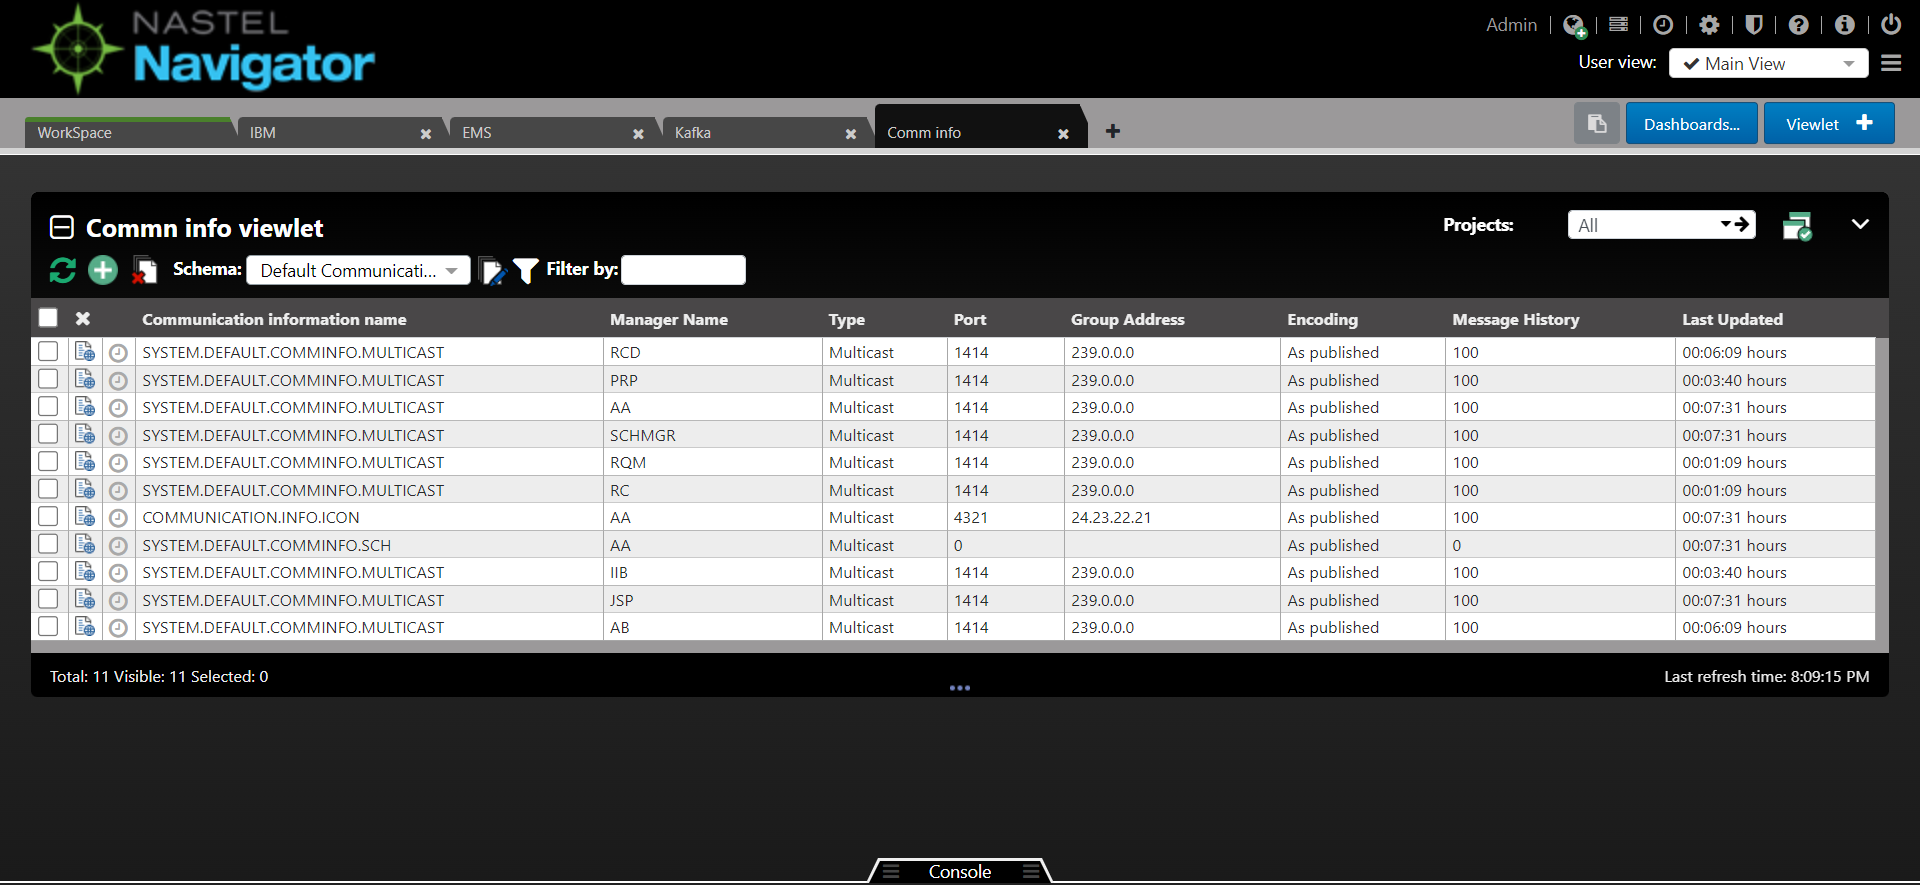 NASTEL
Navigator
Admin
User view: Main View
WorkSpace IBM EMS Kafka Comm info Dashboards... Viewlet
Commn info viewlet Projects: All
Schema: Default Communicati... Filter by:
Communication information name Manager Name Type Port Group Address Encoding Message History Last Updated
SYSTEM.DEFAULT.COMMINFO.MULTICAST RCD Multicast 1414 239.0.0.0 As published 100 00:06:09 hours
SYSTEM.DEFAULT.COMMINFO.MULTICAST PRP Multicast 1414 239.0.0.0 As published 100 00:03:40 hours
SYSTEM.DEFAULT.COMMINFO.MULTICAST AA Multicast 1414 239.0.0.0 As published 100 00:07:31 hours
SYSTEM.DEFAULT.COMMINFO.MULTICAST SCHMGR Multicast 1414 239.0.0.0 As published 100 00:07:31 hours
SYSTEM.DEFAULT.COMMINFO.MULTICAST RQM Multicast 1414 239.0.0.0 As published 100 00:01:09 hours
SYSTEM.DEFAULT.COMMINFO.MULTICAST RC Multicast 1414 239.0.0.0 As published 100 00:01:09 hours
COMMUNICATION.INFO.ICON AA Multicast 4321 24.23.22.21 As published 100 00:07:31 hours
SYSTEM.DEFAULT.COMMINFO.SCH AA Multicast 0 As published 0 00:07:31 hours
SYSTEM.DEFAULT.COMMINFO.MULTICAST IIB Multicast 1414 239.0.0.0 As published 100 00:03:40 hours
SYSTEM.DEFAULT.COMMINFO.MULTICAST JSP Multicast 1414 239.0.0.0 As published 100 00:07:31 hours
SYSTEM.DEFAULT.COMMINFO.MULTICAST AB Multicast 1414 239.0.0.0 As published 100 00:06:09 hours
Total: 11 Visible: 11 Selected: 0 Last refresh time: 8:09:15 PM
Console